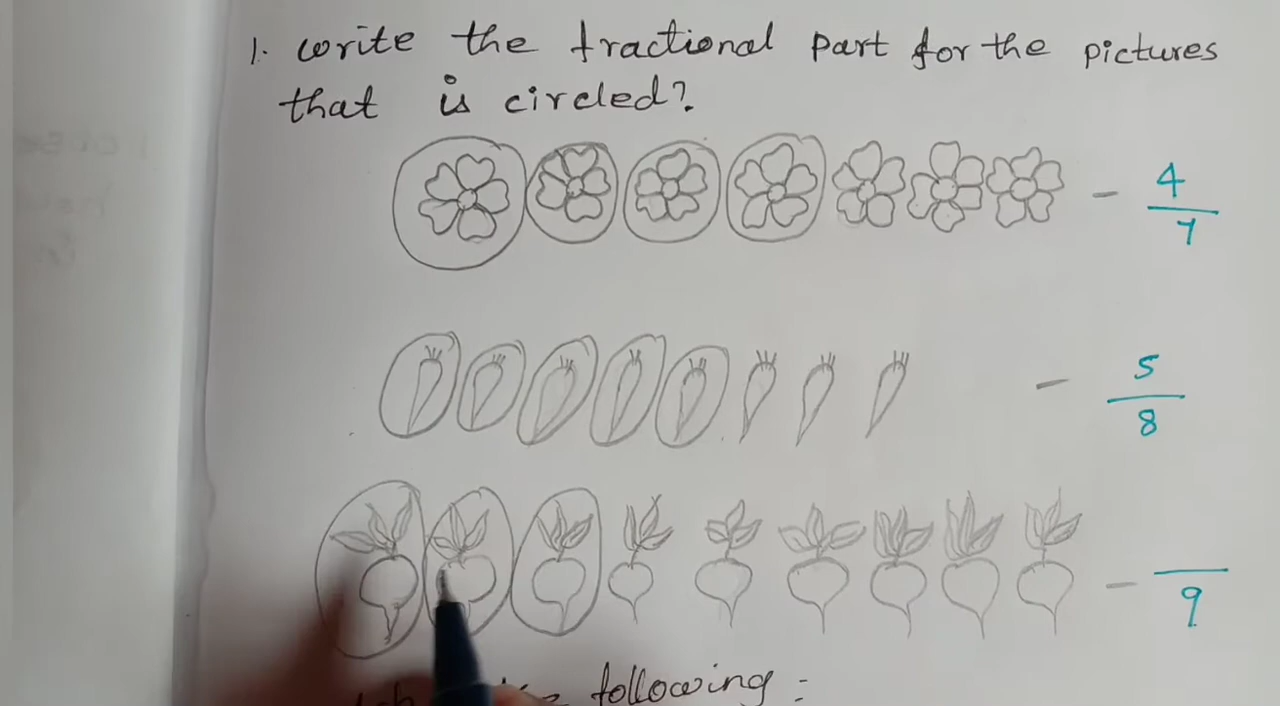 1. Write the fractional part for the pictures
that is circled?
- 4/7
- 5/8
- /9
following :